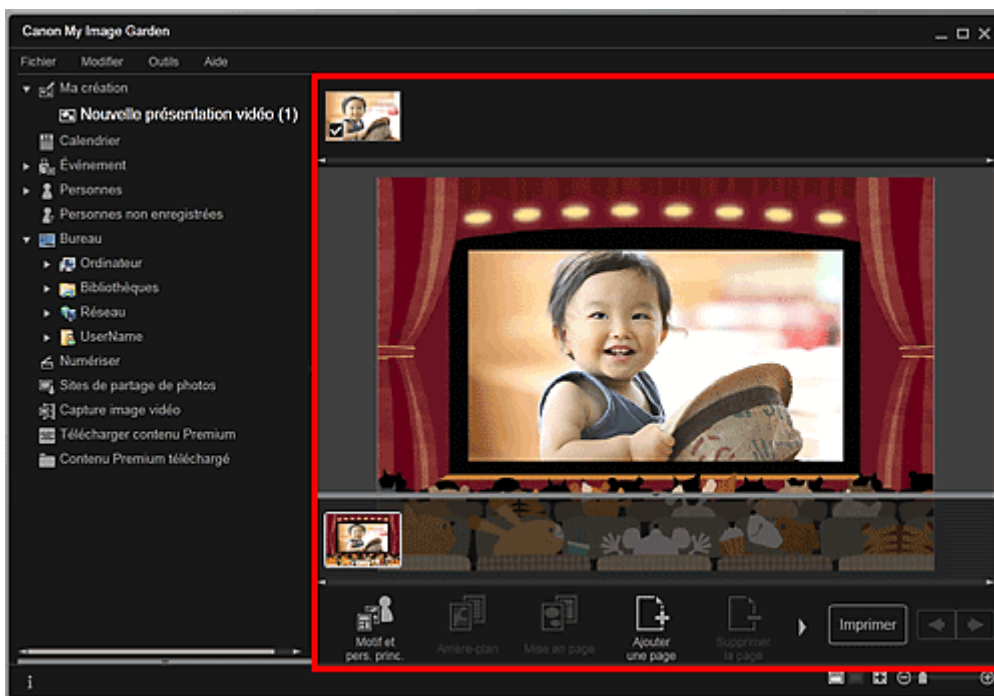 Canon My Image Garden
Fichier Modifier Outils Aide
Ma création
Nouvelle présentation vidéo (1)
Calendrier
Événement
Personnes
Personnes non enregistrées
Bureau
Ordinateur
Bibliothèques
Réseau
UserName
Numériser
Sites de partage de photos
Capture image vidéo
Télécharger contenu Premium
Contenu Premium téléchargé
Motif et
pers. princ.
Arrière-plan
Mise en page
Ajouter
une page
Supprimer
la page
Imprimer